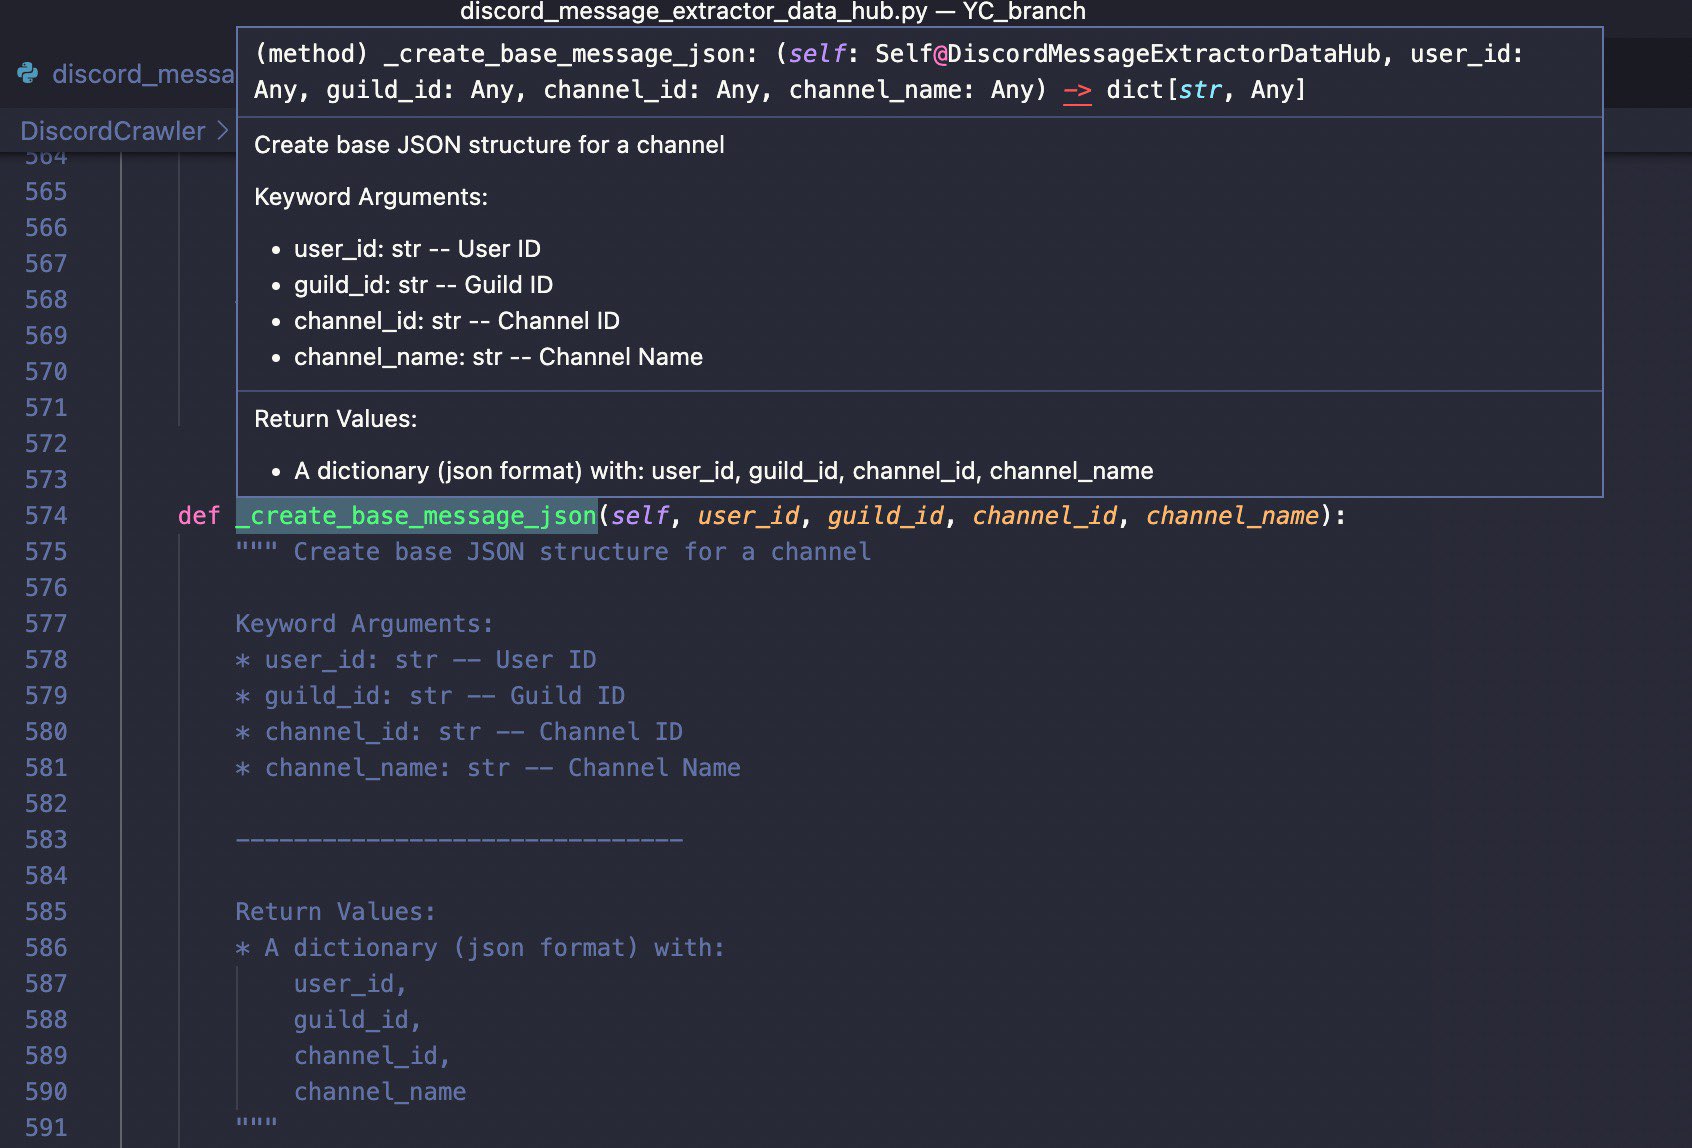 discord_message_extractor_data_hub.py — YC_branch
discord_messa
DiscordCrawler >
(method) _create_base_message_json: (self: Self@DiscordMessageExtractorDataHub, user_id:
Any, guild_id: Any, channel_id: Any, channel_name: Any) -> dict[str, Any]
Create base JSON structure for a channel
Keyword Arguments:
• user_id: str -- User ID
• guild_id: str -- Guild ID
• channel_id: str -- Channel ID
• channel_name: str -- Channel Name
Return Values:
• A dictionary (json format) with: user_id, guild_id, channel_id, channel_name
564
565
566
567
568
569
570
571
572
573
574 def _create_base_message_json(self, user_id, guild_id, channel_id, channel_name):
575 """ Create base JSON structure for a channel
576
577 Keyword Arguments:
578 * user_id: str -- User ID
579 * guild_id: str -- Guild ID
580 * channel_id: str -- Channel ID
581 * channel_name: str -- Channel Name
582
583 -------------------------------
584
585 Return Values:
586 * A dictionary (json format) with:
587 user_id,
588 guild_id,
589 channel_id,
590 channel_name
591 """